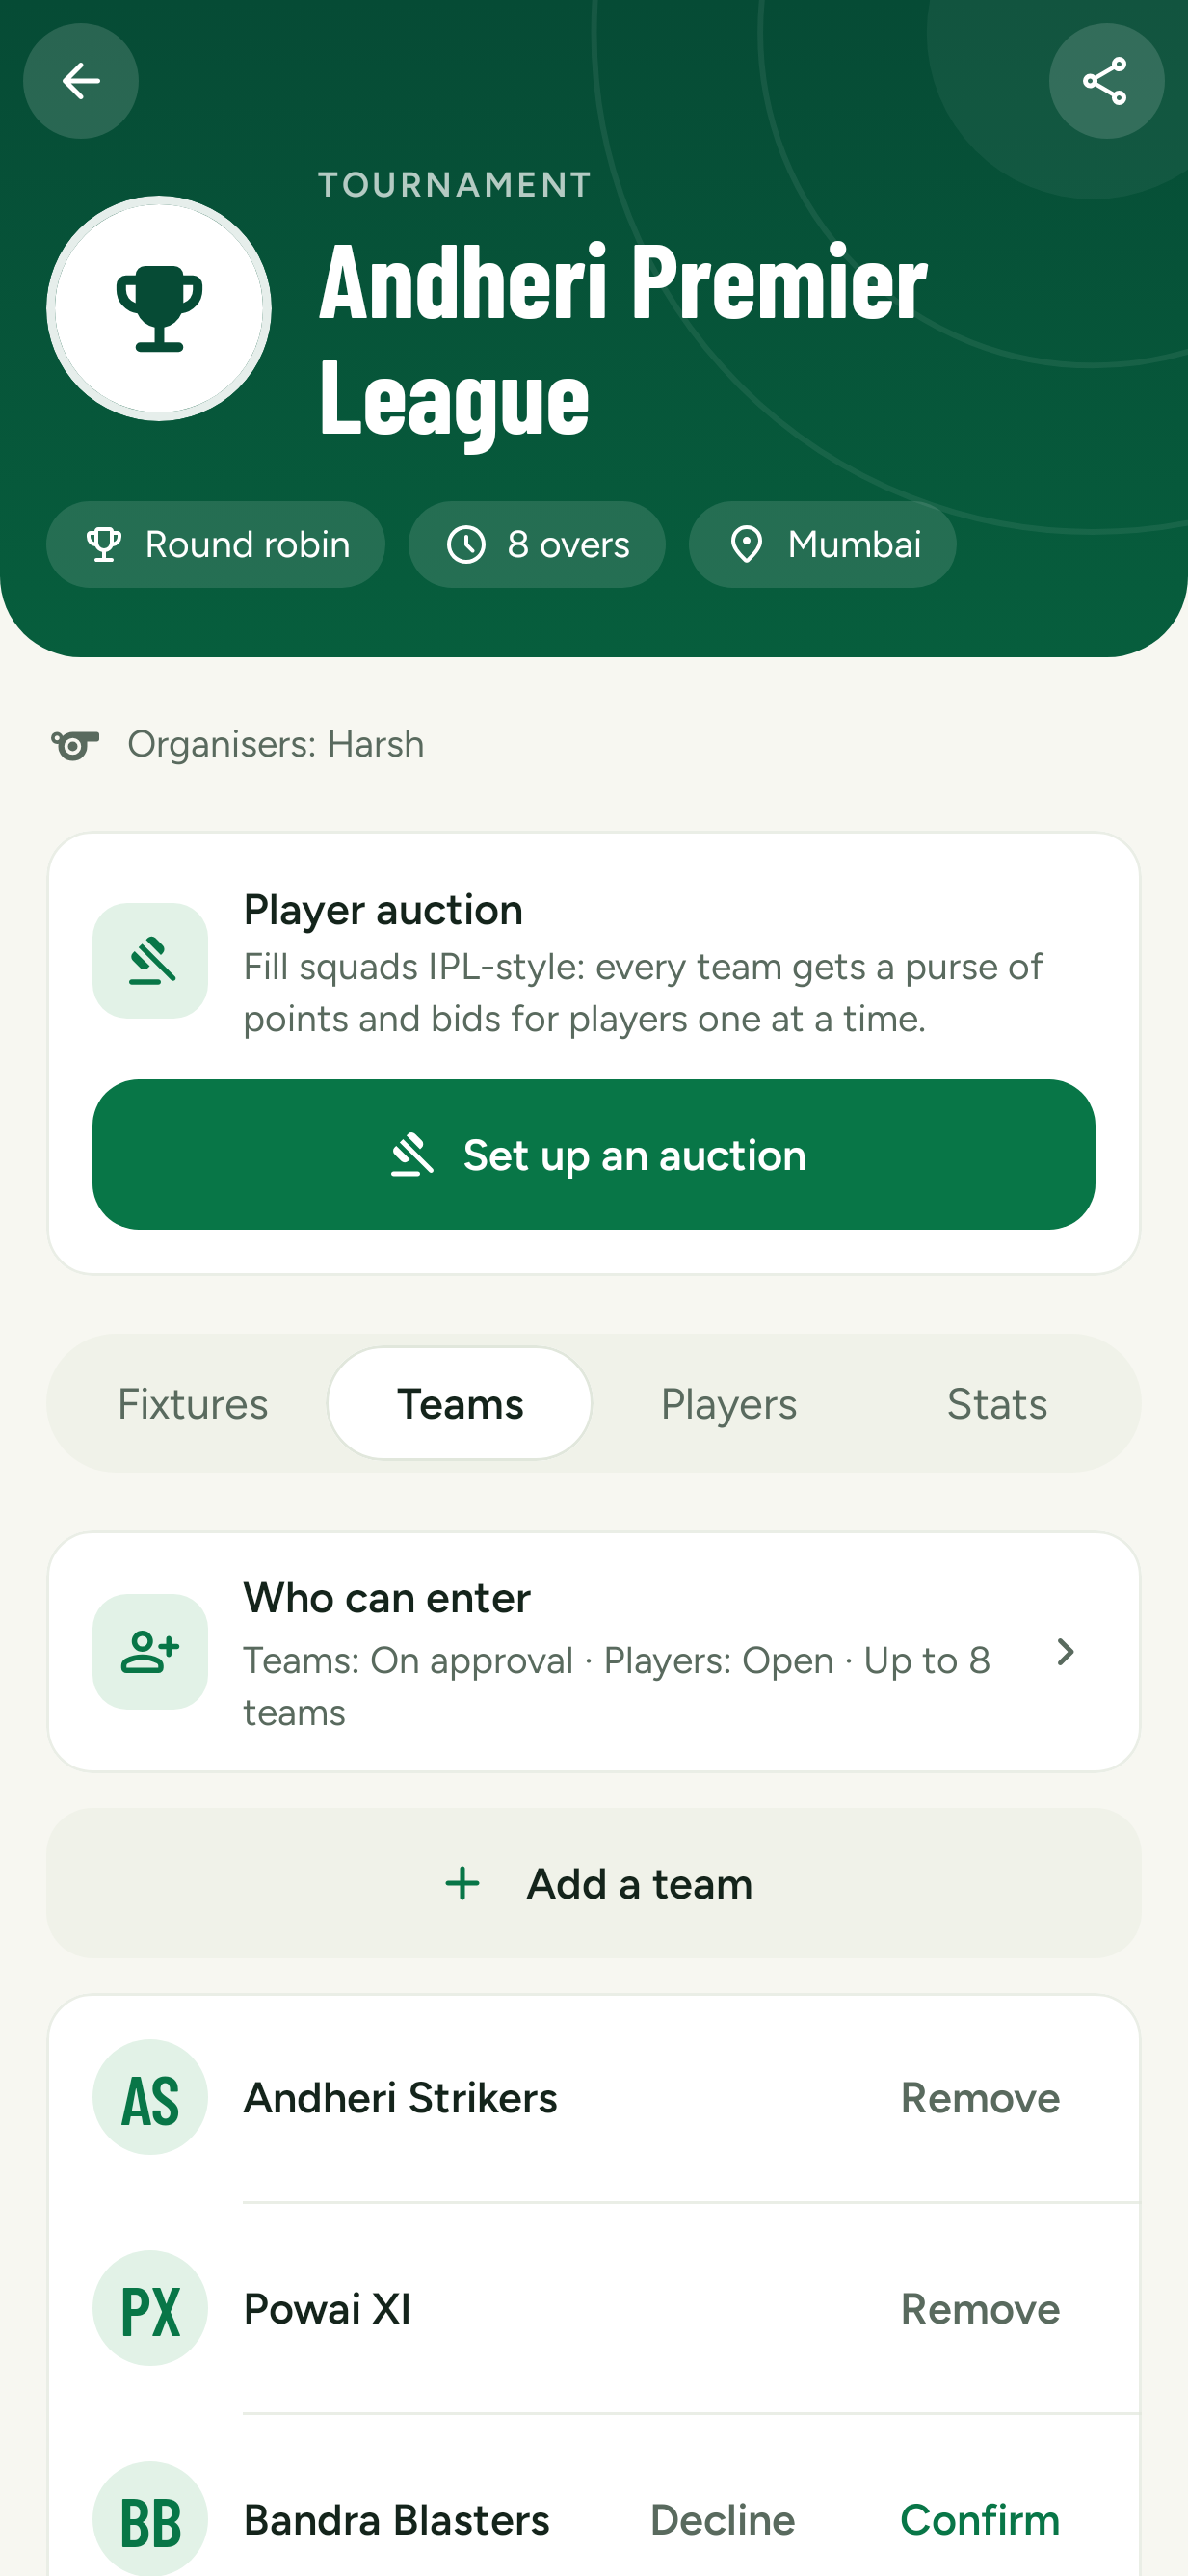 TOURNAMENT
Andheri Premier
League
Round robin
8 overs
Mumbai
Organisers: Harsh
Player auction
Fill squads IPL-style: every team gets a purse of
points and bids for players one at a time.
Set up an auction
Fixtures
Teams
Players
Stats
Who can enter
Teams: On approval · Players: Open · Up to 8
teams
Add a team
AS
Andheri Strikers
Remove
PX
Powai XI
Remove
BB
Bandra Blasters
Decline
Confirm